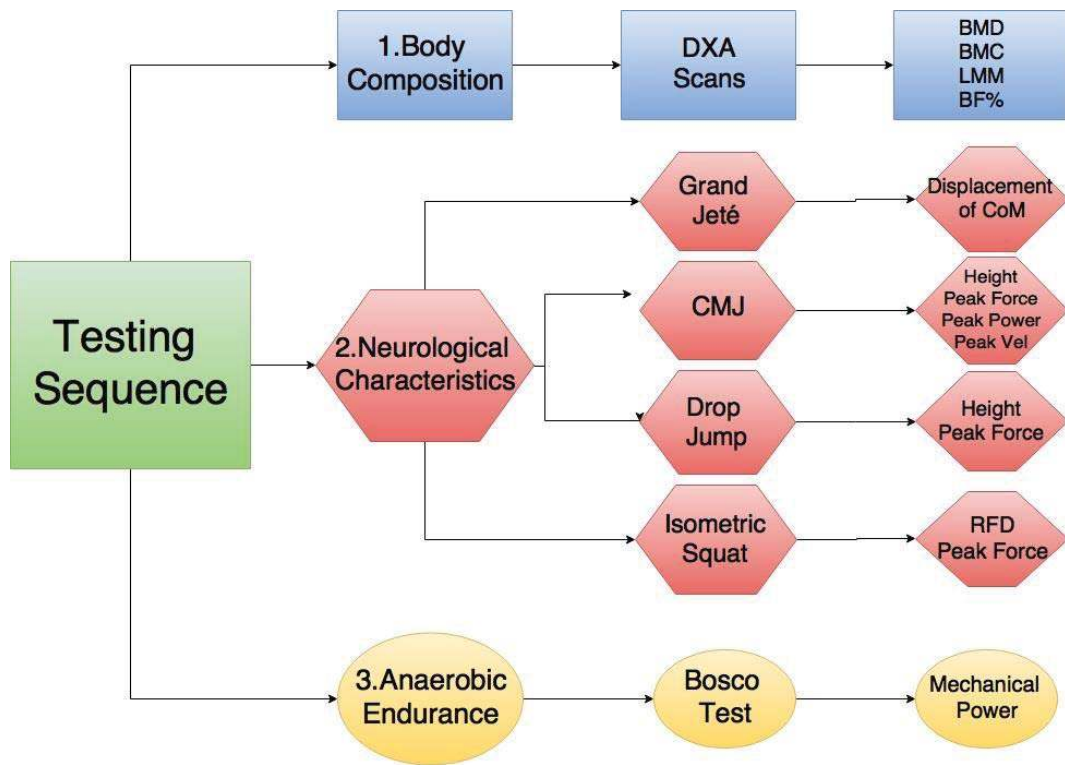 1.Body
Composition
DXA
Scans
BMD
BMC
LMM
BF%
Testing
Sequence
2.Neurological
Characteristics
Grand
Jeté
Displacement
of CoM
CMJ
Height
Peak Force
Peak Power
Peak Vel
Drop
Jump
Height
Peak Force
Isometric
Squat
RFD
Peak Force
3.Anaerobic
Endurance
Bosco
Test
Mechanical
Power